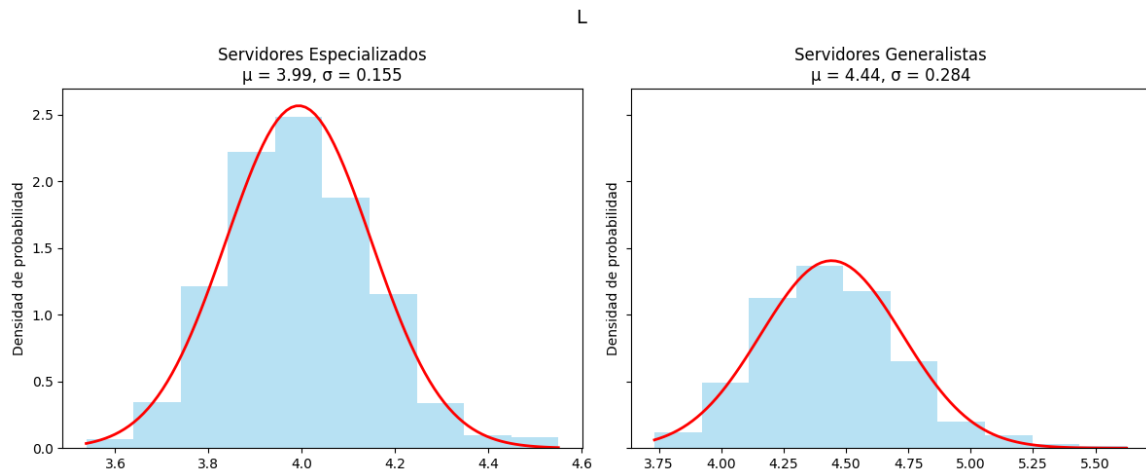 L
Servidores Especializados
μ = 3.99, σ = 0.155
Densidad de probabilidad
2.5
2.0
1.5
1.0
0.5
0.0
3.6
3.8
4.0
4.2
4.4
4.6
Servidores Generalistas
μ = 4.44, σ = 0.284
Densidad de probabilidad
3.75
4.00
4.25
4.50
4.75
5.00
5.25
5.50